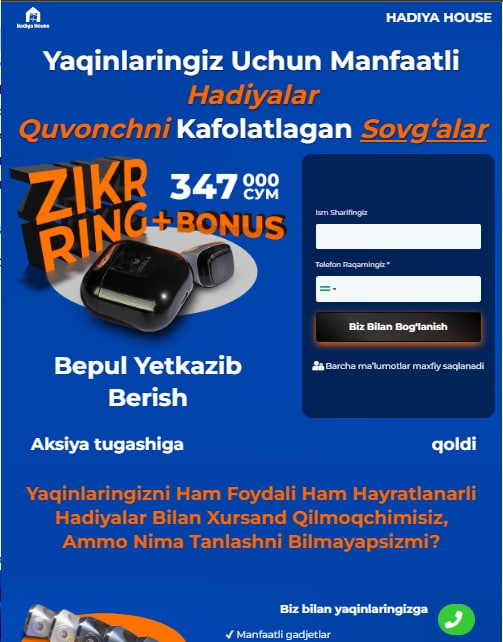 Hadiya House
HADIYA HOUSE
Yaqinlaringiz Uchun Manfaatli
Hadiyalar
Quvonchni Kafolatlagan Sovg‘alar
ZIKR
RING
347 000
СУМ
+ BONUS
Bepul Yetkazib
Berish
Ism Sharifingiz
Telefon Raqamingiz *
Biz Bilan Bog‘lanish
Barcha ma’lumotlar maxfiy saqlanadi
Aksiya tugashiga
qoldi
Yaqinlaringizni Ham Foydali Ham Hayratlanarli
Hadiyalar Bilan Xursand Qilmoqchimisiz,
Ammo Nima Tanlashni Bilmayapsizmi?
Biz bilan yaqinlaringizga
✓ Manfaatli gadjetlar